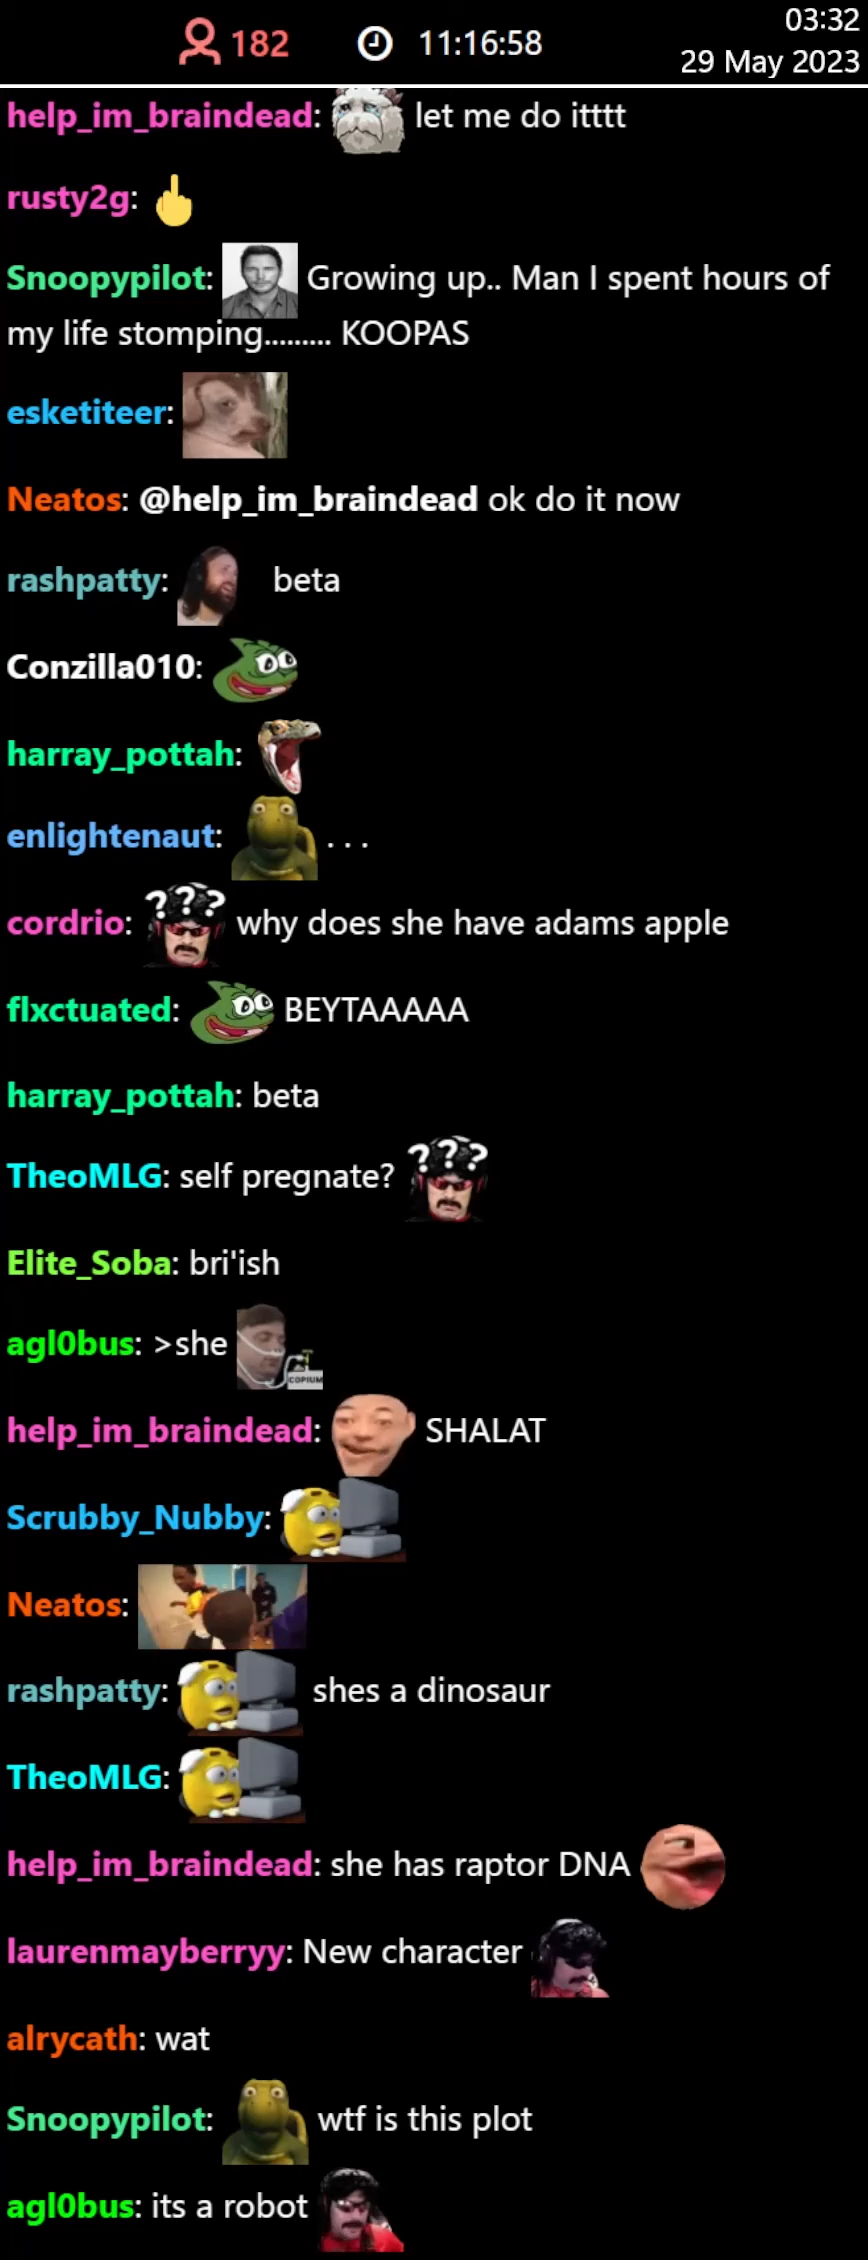 182
11:16:58
03:32
29 May 2023
help_im_braindead: let me do itttt
rusty2g:
Snoopypilot: Growing up.. Man I spent hours of
my life stomping......... KOOPAS
esketiteer:
Neatos: @help_im_braindead ok do it now
rashpatty: beta
Conzilla010:
harray_pottah:
enlightenaut: . . .
cordrio: ??? why does she have adams apple
flxctuated: BEYTAAAAA
harray_pottah: beta
TheoMLG: self pregnate? ???
Elite_Soba: bri'ish
agl0bus: >she COPIUM
help_im_braindead: SHALAT
Scrubby_Nubby:
Neatos:
rashpatty: shes a dinosaur
TheoMLG:
help_im_braindead: she has raptor DNA
laurenmayberryy: New character
alrycath: wat
Snoopypilot: wtf is this plot
agl0bus: its a robot